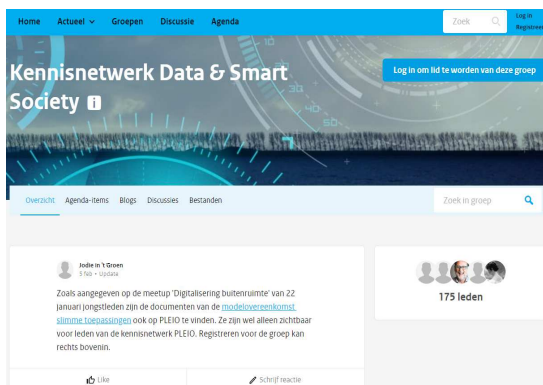 Home Actueel Groepen Discussie Agenda
Zoek
Log in
Registreer
Kennisnetwerk Data & Smart
Society
Log in om lid te worden van deze groep
Overzicht Agenda-items Blogs Discussies Bestanden
Zoek in groep
Jodie in 't Groen
5 feb • Update
Zoals aangegeven op de meetup 'Digitalisering buitenruimte' van 22
januari jongstleden zijn de documenten van de modelovereenkomst
slimme toepassingen ook op PLEIO te vinden. Ze zijn wel alleen zichtbaar
voor leden van de kennisnetwerk PLEIO. Registreren voor de groep kan
rechts bovenin.
Like
Schrijf reactie
175 leden